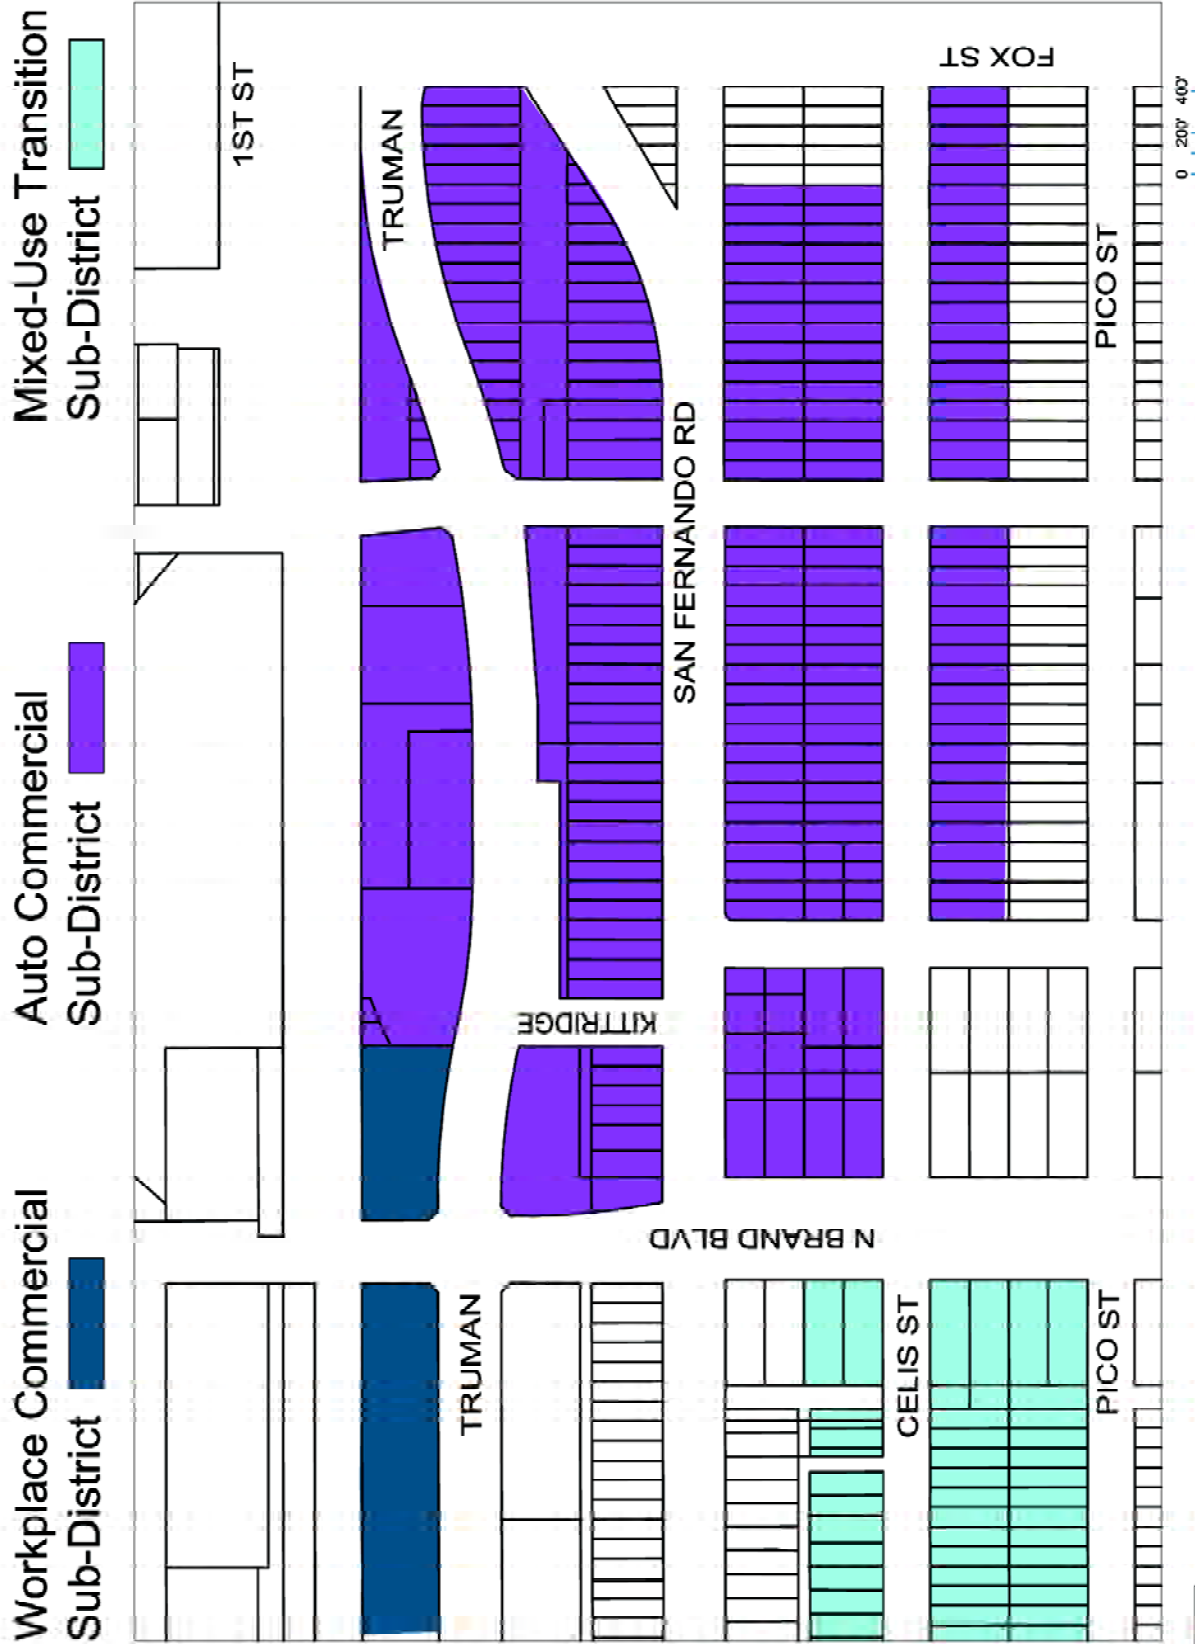 Workplace Commercial
Sub-District
Auto Commercial
Sub-District
Mixed-Use Transition
Sub-District
1ST ST
TRUMAN
FOX ST
SAN FERNANDO RD
PICO ST
KITTRIDGE
N BRAND BLVD
TRUMAN
CELIS ST
PICO ST
0 200' 400'